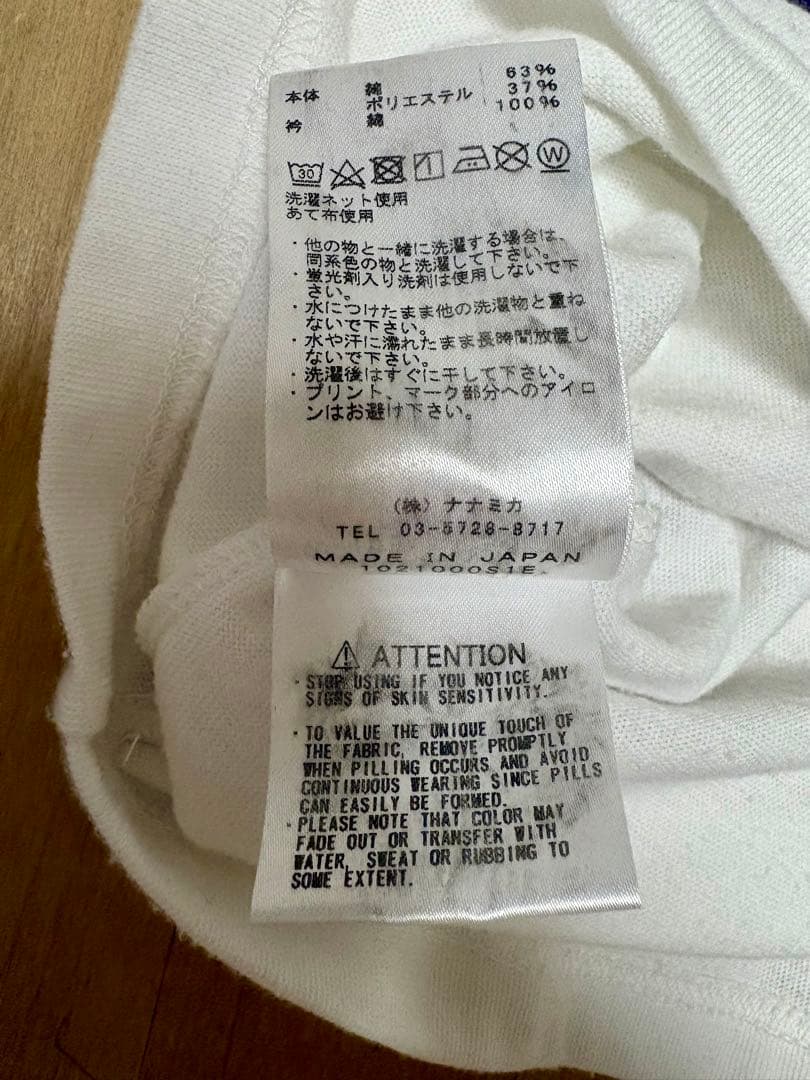 本体 綿 63%
ポリエステル 37%
衿 綿 100%
30 W
洗濯ネット使用
あて布使用
・他の物と一緒に洗濯する場合は、
同系色の物と洗濯して下さい。
・蛍光剤入り洗剤は使用しないで下
さい。
・水につけたまま他の洗濯物と重ね
ないで下さい。
・水や汗に濡れたまま長時間放置し
ないで下さい。
・洗濯後はすぐに干して下さい。
・プリント、マーク部分へのアイロ
ンはお避け下さい。
(株) ナナミカ
TEL 03-5728-8717
MADE IN JAPAN
1021000S1E.
⚠ ATTENTION
・STOP USING IF YOU NOTICE ANY
SIGNS OF SKIN SENSITIVITY.
・TO VALUE THE UNIQUE TOUCH OF
THE FABRIC, REMOVE PROMPTLY
WHEN PILLING OCCURS AND AVOID
CONTINUOUS WEARING SINCE PILLS
CAN EASILY BE FORMED.
・PLEASE NOTE THAT COLOR MAY
FADE OUT OR TRANSFER WITH
WATER, SWEAT OR RUBBING TO
SOME EXTENT.